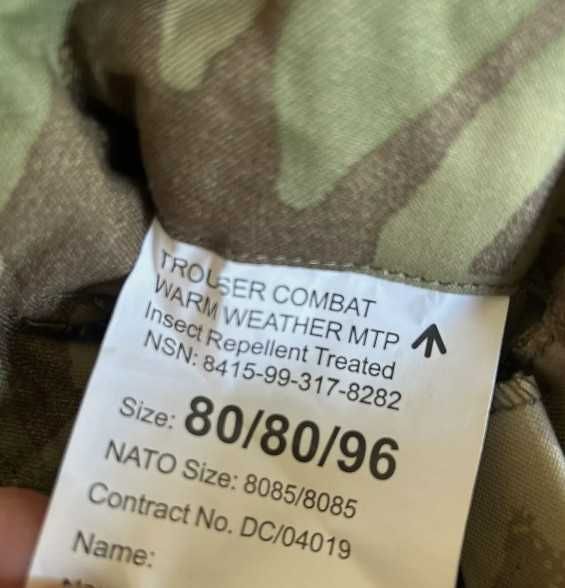 TROUSER COMBAT
WARM WEATHER MTP
Insect Repellent Treated
NSN: 8415-99-317-8282
Size: 80/80/96
NATO Size: 8085/8085
Contract No. DC/04019
Name: